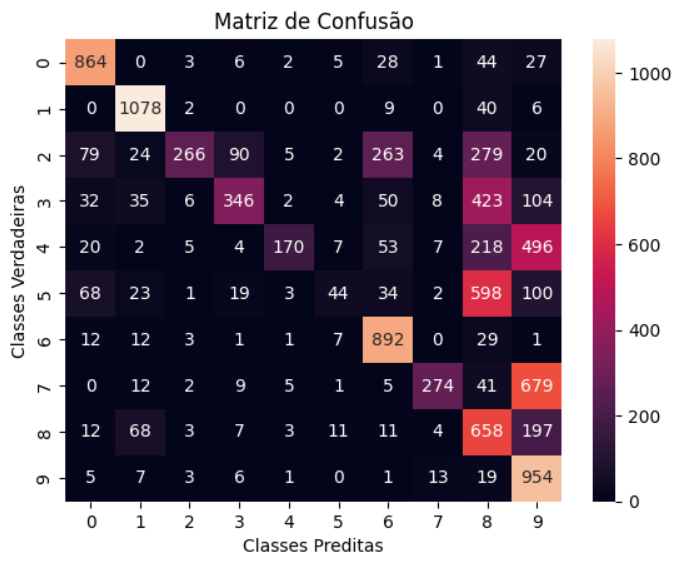 Matriz de Confusão
Classes Verdadeiras
0 864 0 3 6 2 5 28 1 44 27
1 0 1078 2 0 0 0 9 0 40 6
2 79 24 266 90 5 2 263 4 279 20
3 32 35 6 346 2 4 50 8 423 104
4 20 2 5 4 170 7 53 7 218 496
5 68 23 1 19 3 44 34 2 598 100
6 12 12 3 1 1 7 892 0 29 1
7 0 12 2 9 5 1 5 274 41 679
8 12 68 3 7 3 11 11 4 658 197
9 5 7 3 6 1 0 1 13 19 954
0 1 2 3 4 5 6 7 8 9
Classes Preditas
1000
800
600
400
200
0